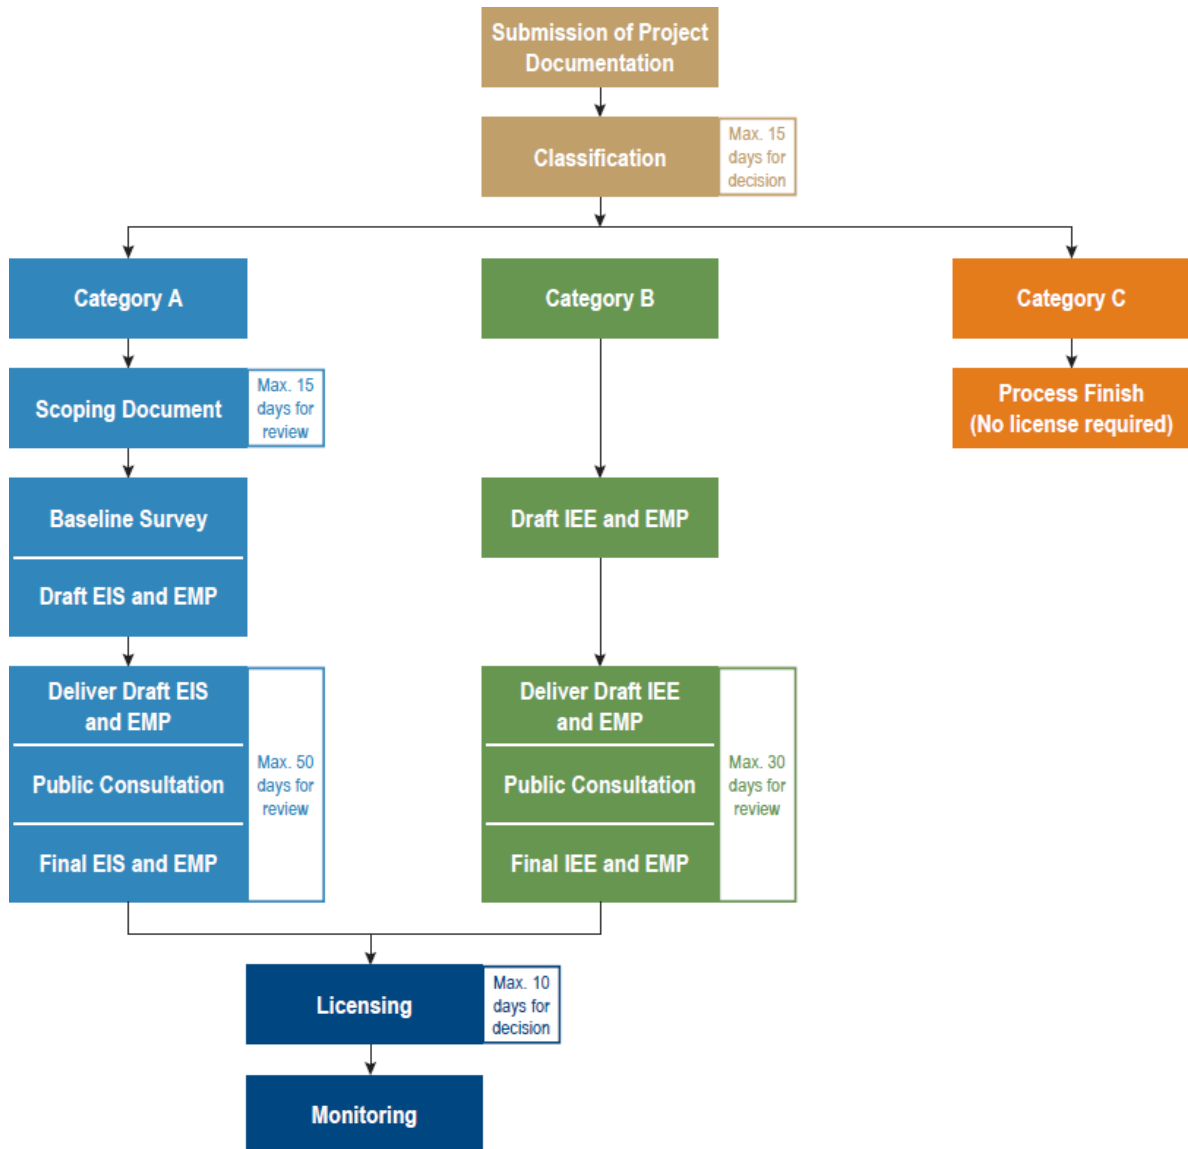 Submission of Project
Documentation
Classification
Max. 15
days for
decision
Category A
Category B
Category C
Scoping Document
Max. 15
days for
review
Process Finish
(No license required)
Baseline Survey
Draft EIS and EMP
Draft IEE and EMP
Deliver Draft EIS
and EMP
Public Consultation
Final EIS and EMP
Max. 50
days for
review
Deliver Draft IEE
and EMP
Public Consultation
Final IEE and EMP
Max. 30
days for
review
Licensing
Max. 10
days for
decision
Monitoring